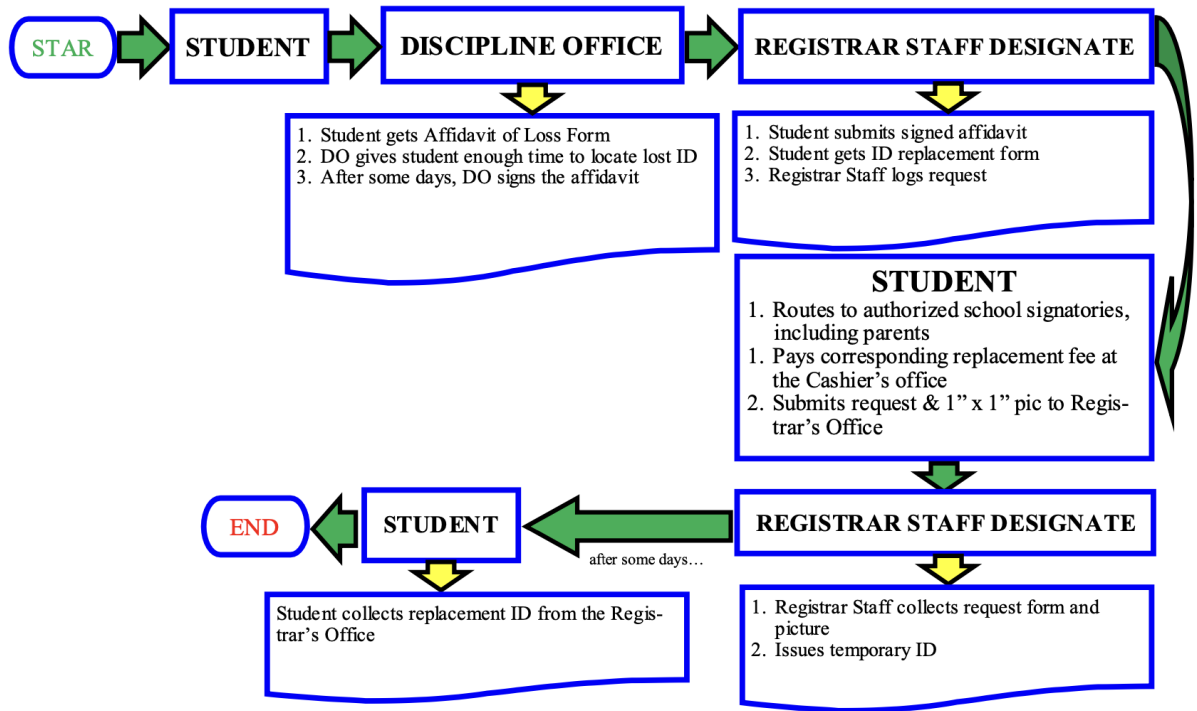 STAR
STUDENT
DISCIPLINE OFFICE
REGISTRAR STAFF DESIGNATE
1. Student gets Affidavit of Loss Form
2. DO gives student enough time to locate lost ID
3. After some days, DO signs the affidavit
1. Student submits signed affidavit
2. Student gets ID replacement form
3. Registrar Staff logs request
STUDENT
1. Routes to authorized school signatories,
including parents
1. Pays corresponding replacement fee at
the Cashier’s office
2. Submits request & 1” x 1” pic to Regis-
trar’s Office
REGISTRAR STAFF DESIGNATE
1. Registrar Staff collects request form and
picture
2. Issues temporary ID
after some days…
STUDENT
Student collects replacement ID from the Regis-
trar’s Office
END